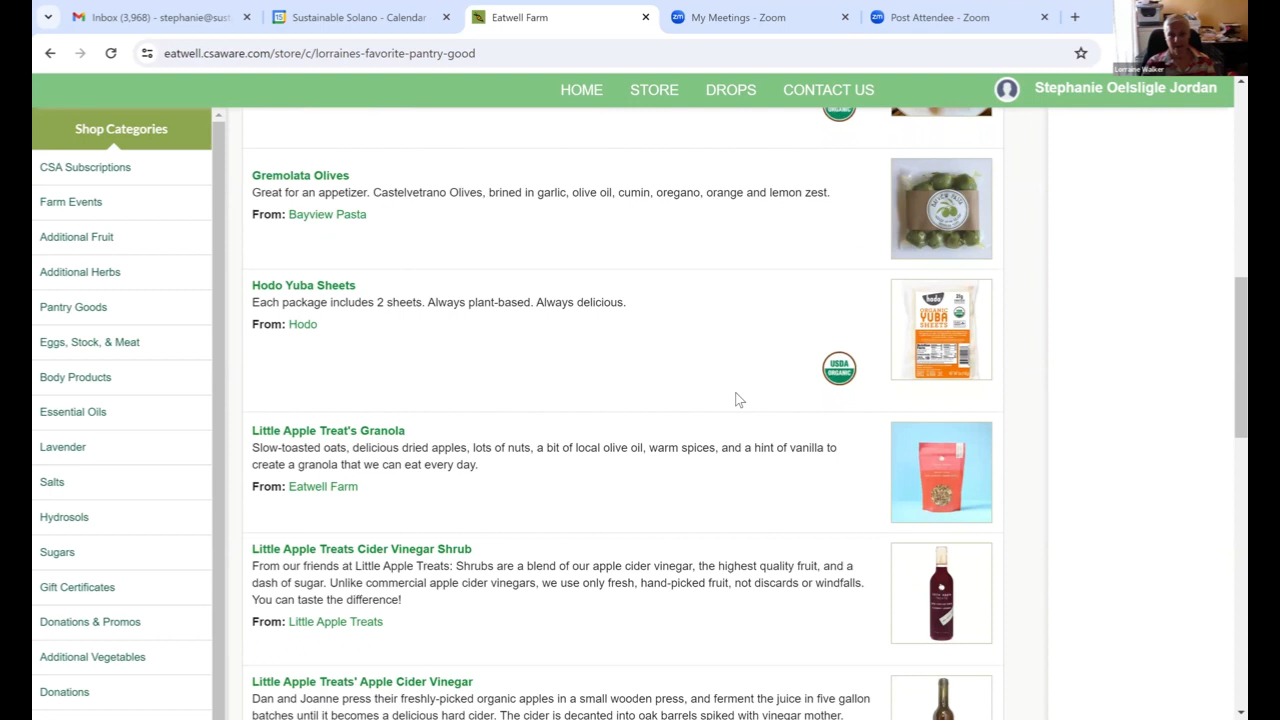 Inbox (3,968) - stephanie@sust
Sustainable Solano - Calendar
Eatwell Farm
My Meetings - Zoom
Post Attendee - Zoom
eatwell.csaware.com/store/c/lorraines-favorite-pantry-good
Lorraine Walker
HOME STORE DROPS CONTACT US
Stephanie Oelsligle Jordan
Shop Categories
CSA Subscriptions
Farm Events
Additional Fruit
Additional Herbs
Pantry Goods
Eggs, Stock, & Meat
Body Products
Essential Oils
Lavender
Salts
Hydrosols
Sugars
Gift Certificates
Donations & Promos
Additional Vegetables
Donations
Gremolata Olives
Great for an appetizer. Castelvetrano Olives, brined in garlic, olive oil, cumin, oregano, orange and lemon zest.
From: Bayview Pasta
Hodo Yuba Sheets
Each package includes 2 sheets. Always plant-based. Always delicious.
From: Hodo
USDA
ORGANIC
hodo
ORGANIC
YUBA
SHEETS
Little Apple Treat's Granola
Slow-toasted oats, delicious dried apples, lots of nuts, a bit of local olive oil, warm spices, and a hint of vanilla to
create a granola that we can eat every day.
From: Eatwell Farm
Little Apple Treats Cider Vinegar Shrub
From our friends at Little Apple Treats: Shrubs are a blend of our apple cider vinegar, the highest quality fruit, and a
dash of sugar. Unlike commercial apple cider vinegars, we use only fresh, hand-picked fruit, not discards or windfalls.
You can taste the difference!
From: Little Apple Treats
Little Apple Treats' Apple Cider Vinegar
Dan and Joanne press their freshly-picked organic apples in a small wooden press, and ferment the juice in five gallon
batches until it becomes a delicious hard cider. The cider is decanted into oak barrels spiked with vinegar mother.